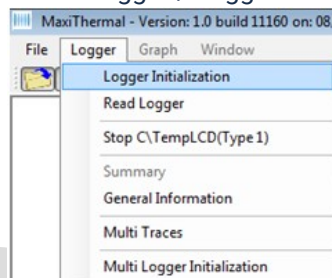 MaxiThermal - Version: 1.0 build 11160 on: 08
File Logger Graph Window
Logger Initialization
Read Logger
Stop C\TempLCD(Type 1)
Summary
General Information
Multi Traces
Multi Logger Initialization